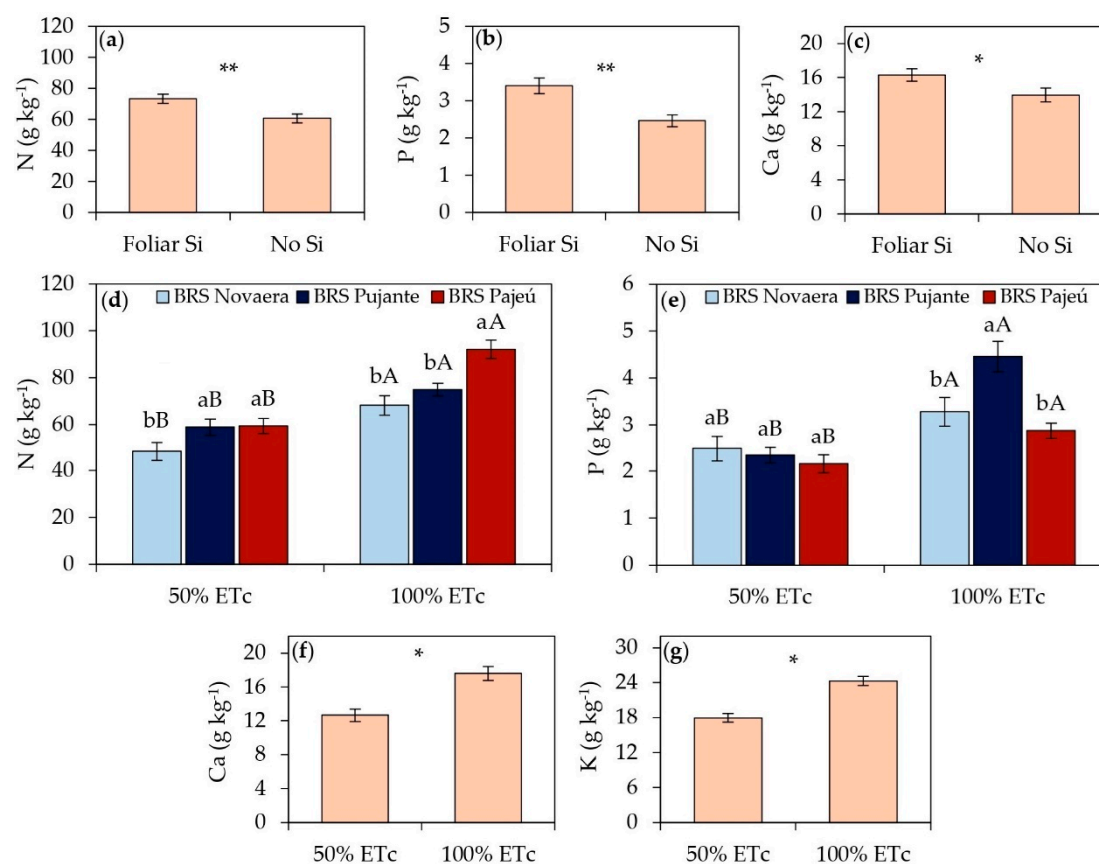 (a)
N (g kg⁻¹)
120
100
80
60
40
20
0
**
Foliar Si No Si
(b)
P (g kg⁻¹)
5
4
3
2
1
0
**
Foliar Si No Si
(c)
Ca (g kg⁻¹)
20
16
12
8
4
0
*
Foliar Si No Si
(d)
BRS Novaera BRS Pujante BRS Pajeú
N (g kg⁻¹)
120
100
80
60
40
20
0
bB aB aB bA bA aA
50% ETc 100% ETc
(e)
BRS Novaera BRS Pujante BRS Pajeú
P (g kg⁻¹)
6
5
4
3
2
1
0
aB aB aB bA aA bA
50% ETc 100% ETc
(f)
Ca (g kg⁻¹)
20
16
12
8
4
0
*
50% ETc 100% ETc
(g)
K (g kg⁻¹)
30
24
18
12
6
0
*
50% ETc 100% ETc